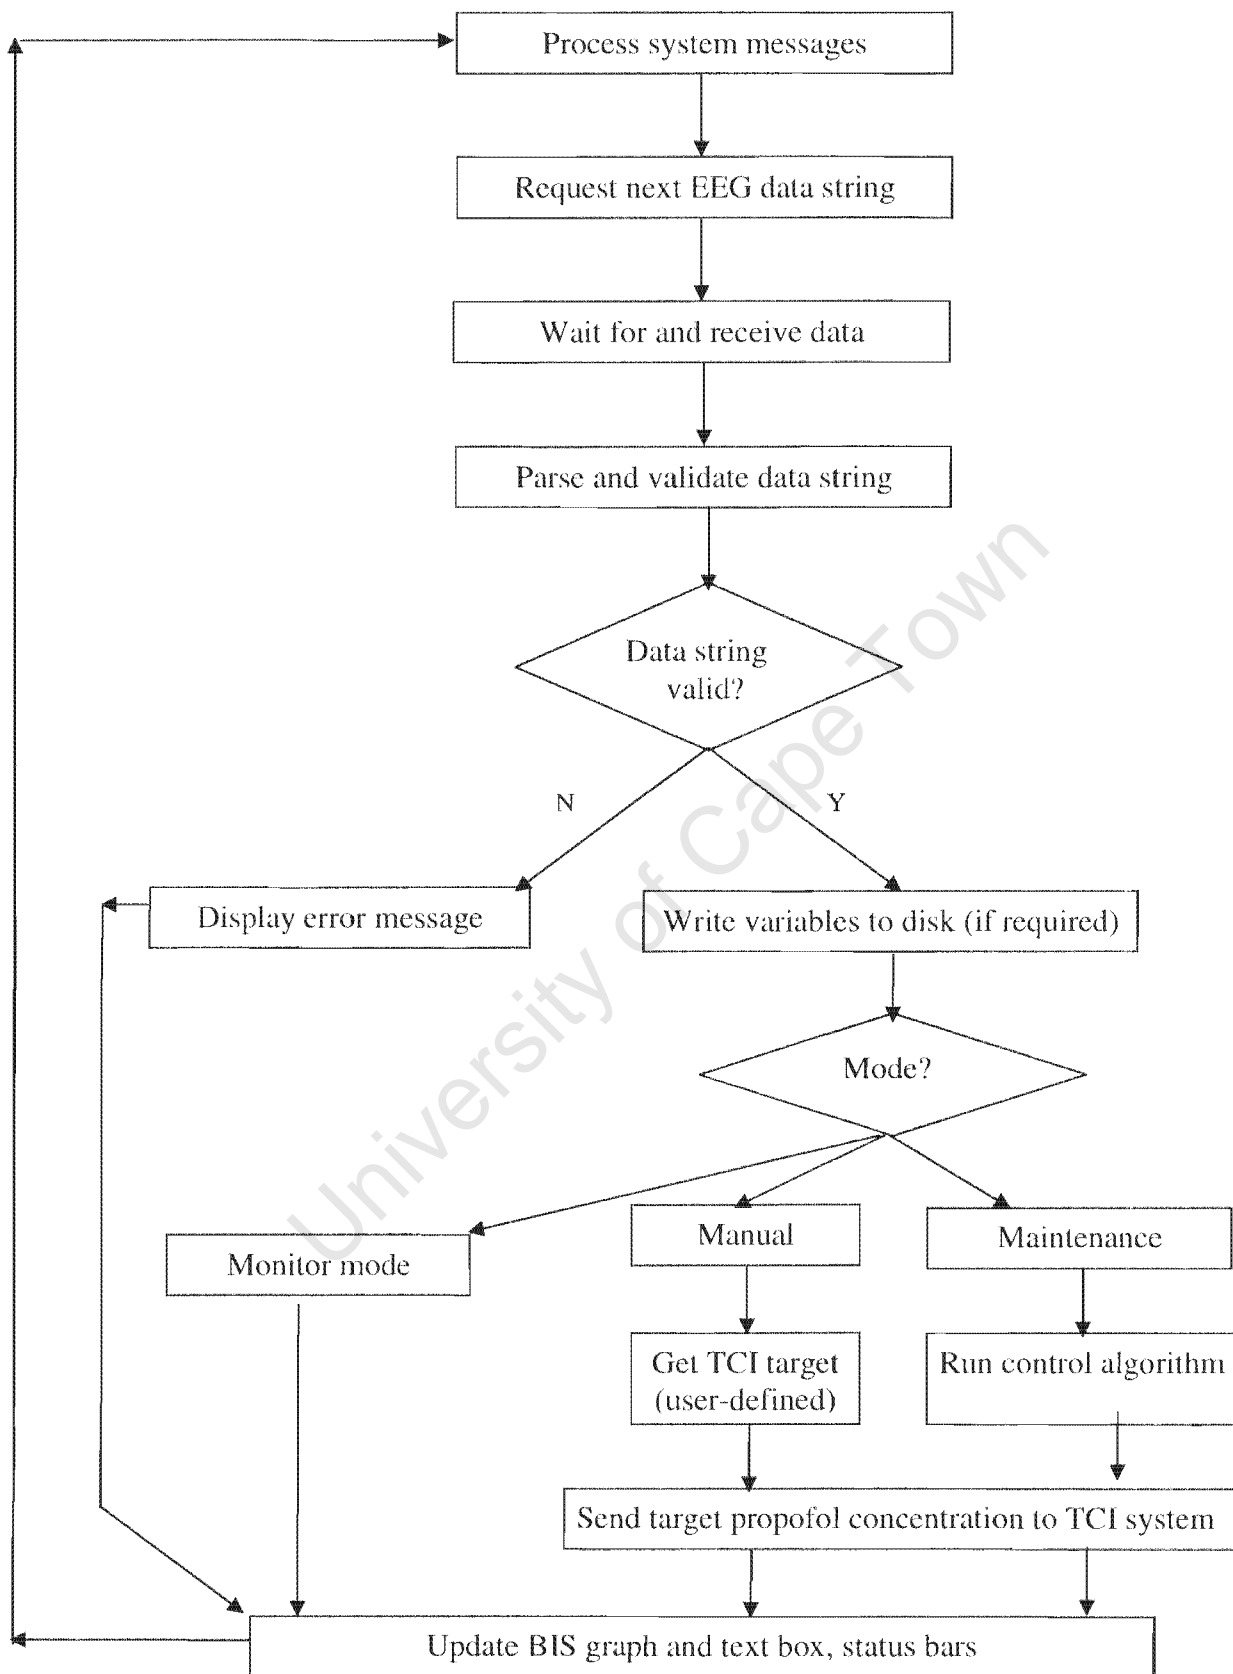 Process system messages
Request next EEG data string
Wait for and receive data
Parse and validate data string
Data string
valid?
N
Y
Display error message
Write variables to disk (if required)
Mode?
Monitor mode
Manual
Maintenance
Get TCI target
(user-defined)
Run control algorithm
Send target propofol concentration to TCI system
Update BIS graph and text box, status bars
University of Cape Town